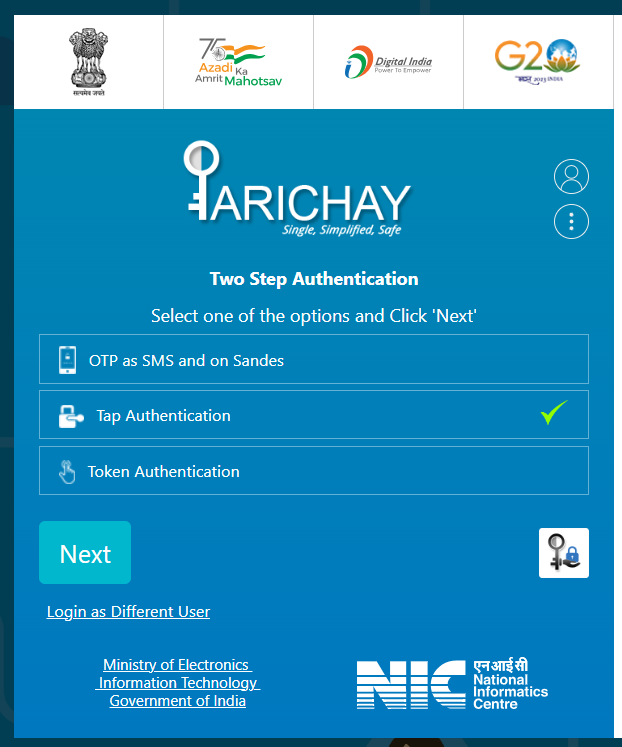 सत्यमेव जयते
75
Azadi Ka
Amrit Mahotsav
Digital India
Power To Empower
G20
भारत 2023 INDIA
PARICHAY
Single, Simplified, Safe
Two Step Authentication
Select one of the options and Click 'Next'
OTP as SMS and on Sandes
Tap Authentication
Token Authentication
Next
Login as Different User
Ministry of Electronics
Information Technology
Government of India
NIC
एनआईसी
National
Informatics
Centre